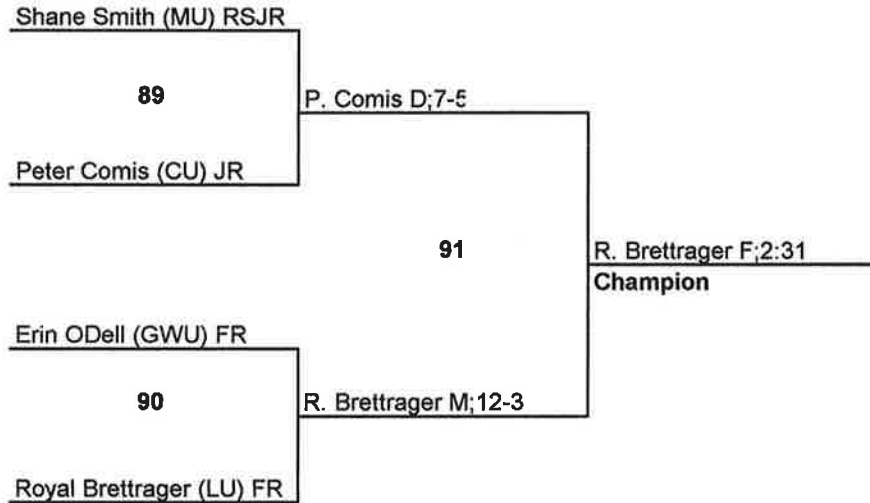 Shane Smith (MU) RSJR
89
P. Comis D;7-5
Peter Comis (CU) JR
91
R. Brettrager F;2:31
Champion
Erin ODell (GWU) FR
90
R. Brettrager M;12-3
Royal Brettrager (LU) FR